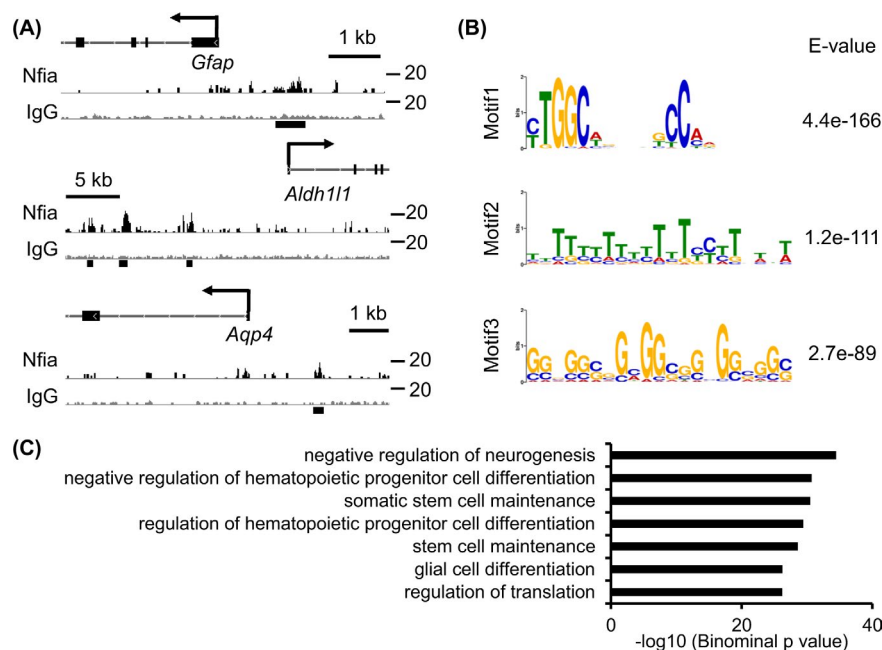 (A)
Gfap
1 kb
Nfia
20
IgG
20
5 kb
Aldh1l1
Nfia
20
IgG
20
Aqp4
1 kb
Nfia
20
IgG
20
(B)
E-value
Motif1
4.4e-166
Motif2
1.2e-111
Motif3
2.7e-89
(C)
negative regulation of neurogenesis
negative regulation of hematopoietic progenitor cell differentiation
somatic stem cell maintenance
regulation of hematopoietic progenitor cell differentiation
stem cell maintenance
glial cell differentiation
regulation of translation
0 20 40
-log10 (Binominal p value)